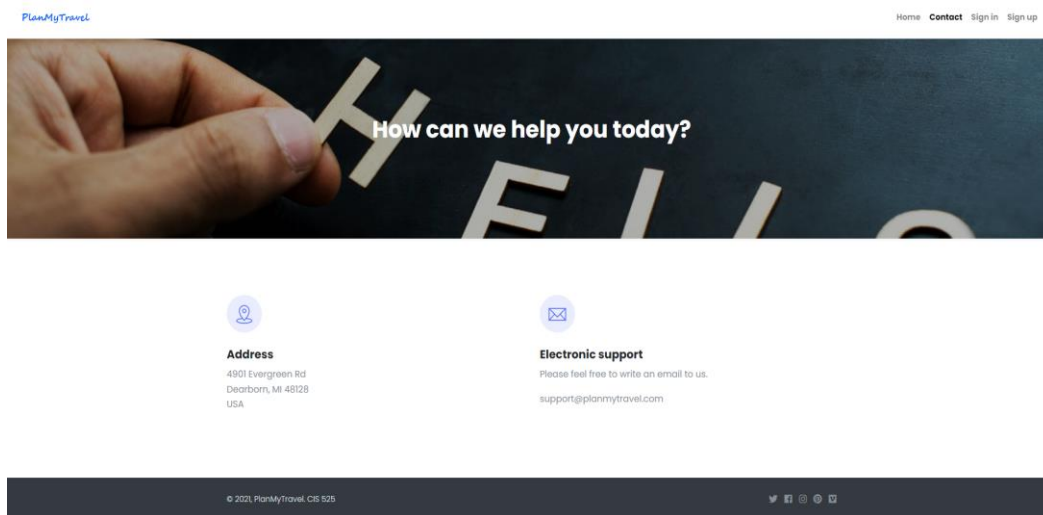 PlanMyTravel
Home Contact Sign in Sign up
How can we help you today?
HELLO
Address
4901 Evergreen Rd
Dearborn, MI 48128
USA
Electronic support
Please feel free to write an email to us.
support@planmytravel.com
© 2021, PlanMyTravel. CIS 525